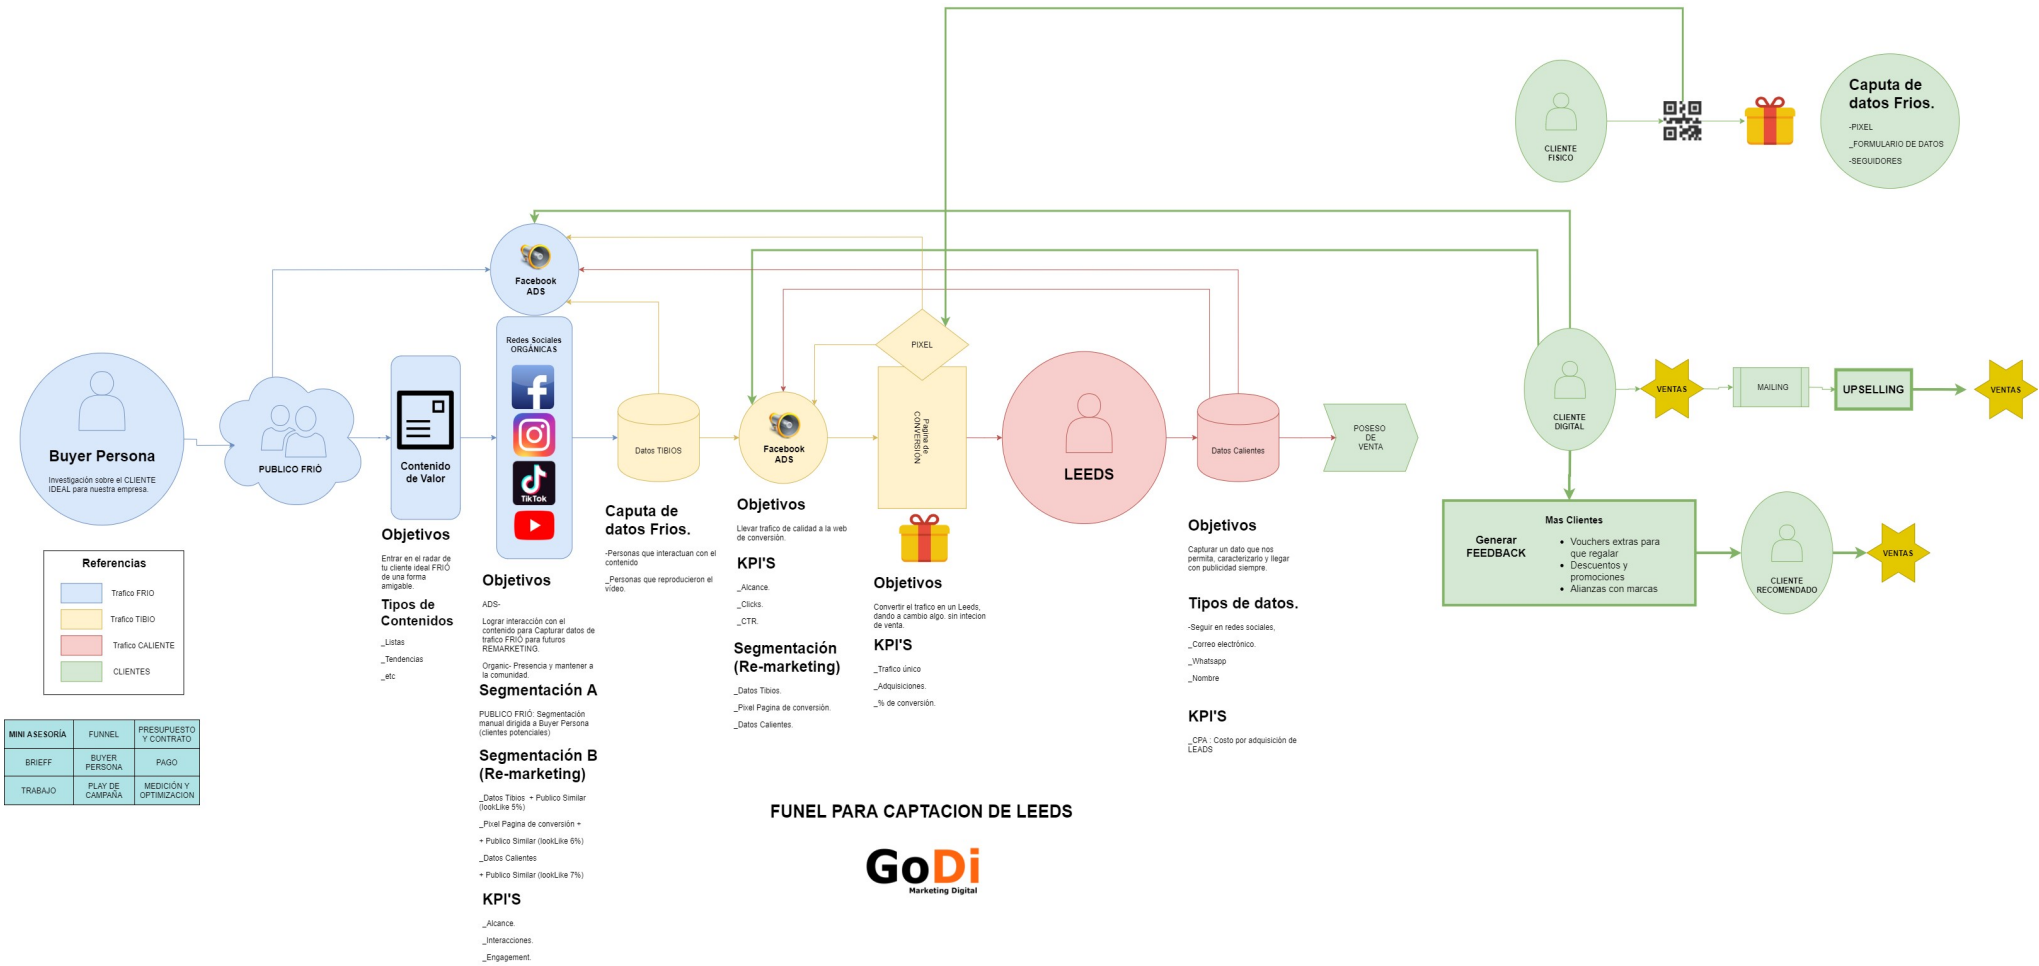 Caputa de
datos Frios.
-PIXEL
_FORMULARIO DE DATOS
-SEGUIDORES
CLIENTE
FISICO
Facebook
ADS
Redes Sociales
ORGÁNICAS
TikTok
Buyer Persona
Investigación sobre el CLIENTE
IDEAL para nuestra empresa.
PUBLICO FRIÓ
Contenido
de Valor
Datos TIBIOS
Facebook
ADS
PIXEL
Pagina de
CONVERSIÓN
LEEDS
Datos Calientes
POSESO
DE
VENTA
CLIENTE
DIGITAL
VENTAS
MAILING
UPSELLING
VENTAS
Generar
FEEDBACK
Mas Clientes
• Vouchers extras para
que regalar
• Descuentos y
promociones
• Alianzas con marcas
CLIENTE
RECOMENDADO
VENTAS
Referencias
Trafico FRIO
Trafico TIBIO
Trafico CALIENTE
CLIENTES
MINI ASESORÍA
FUNNEL
PRESUPUESTO
Y CONTRATO
BRIEFF
BUYER
PERSONA
PAGO
TRABAJO
PLAY DE
CAMPAÑA
MEDICIÓN Y
OPTIMIZACION
Objetivos
Entrar en el radar de
tu cliente ideal FRIÓ
de una forma
amigable.
Tipos de
Contenidos
_Listas
_Tendencias
_etc
Objetivos
ADS-
Lograr interacción con el
contenido para Capturar datos de
trafico FRIÓ para futuros
REMARKETING.
Organic- Presencia y mantener a
la comunidad.
Segmentación A
PUBLICO FRIÓ: Segmentación
manual dirigida a Buyer Persona
(clientes potenciales)
Segmentación B
(Re-marketing)
_Datos Tibios + Publico Similar
(lookLike 5%)
_Pixel Pagina de conversión +
+ Publico Similar (lookLike 6%)
_Datos Calientes
+ Publico Similar (lookLike 7%)
KPI'S
_Alcance.
_Interacciones.
_Engagement.
Caputa de
datos Frios.
-Personas que interactuan con el
contenido
_Personas que reproducieron el
vídeo.
Objetivos
Llevar trafico de calidad a la web
de conversión.
KPI'S
_Alcance.
_Clicks.
_CTR.
Segmentación
(Re-marketing)
_Datos Tibios.
_Pixel Pagina de conversión.
_Datos Calientes.
Objetivos
Convertir el trafico en un Leeds,
dando a cambio algo. sin intecion
de venta.
KPI'S
_Trafico único
_Adquisiciones.
_% de conversión.
Objetivos
Capturar un dato que nos
permita, caracterizarlo y llegar
con publicidad siempre.
Tipos de datos.
-Seguir en redes sociales,
_Correo electrónico.
_Whatsapp
_Nombre
KPI'S
_CPA : Costo por adquisición de
LEADS
FUNEL PARA CAPTACION DE LEEDS
GoDi
Marketing Digital